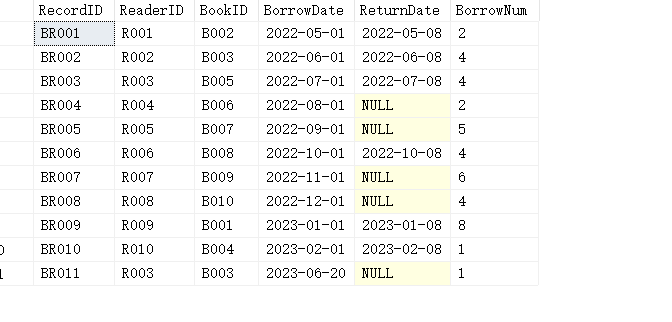 RecordID ReaderID BookID BorrowDate ReturnDate BorrowNum
BR001 R001 B002 2022-05-01 2022-05-08 2
BR002 R002 B003 2022-06-01 2022-06-08 4
BR003 R003 B005 2022-07-01 2022-07-08 4
BR004 R004 B006 2022-08-01 NULL 2
BR005 R005 B007 2022-09-01 NULL 5
BR006 R006 B008 2022-10-01 2022-10-08 4
BR007 R007 B009 2022-11-01 NULL 6
BR008 R008 B010 2022-12-01 NULL 4
BR009 R009 B001 2023-01-01 2023-01-08 8
BR010 R010 B004 2023-02-01 2023-02-08 1
BR011 R003 B003 2023-06-20 NULL 1